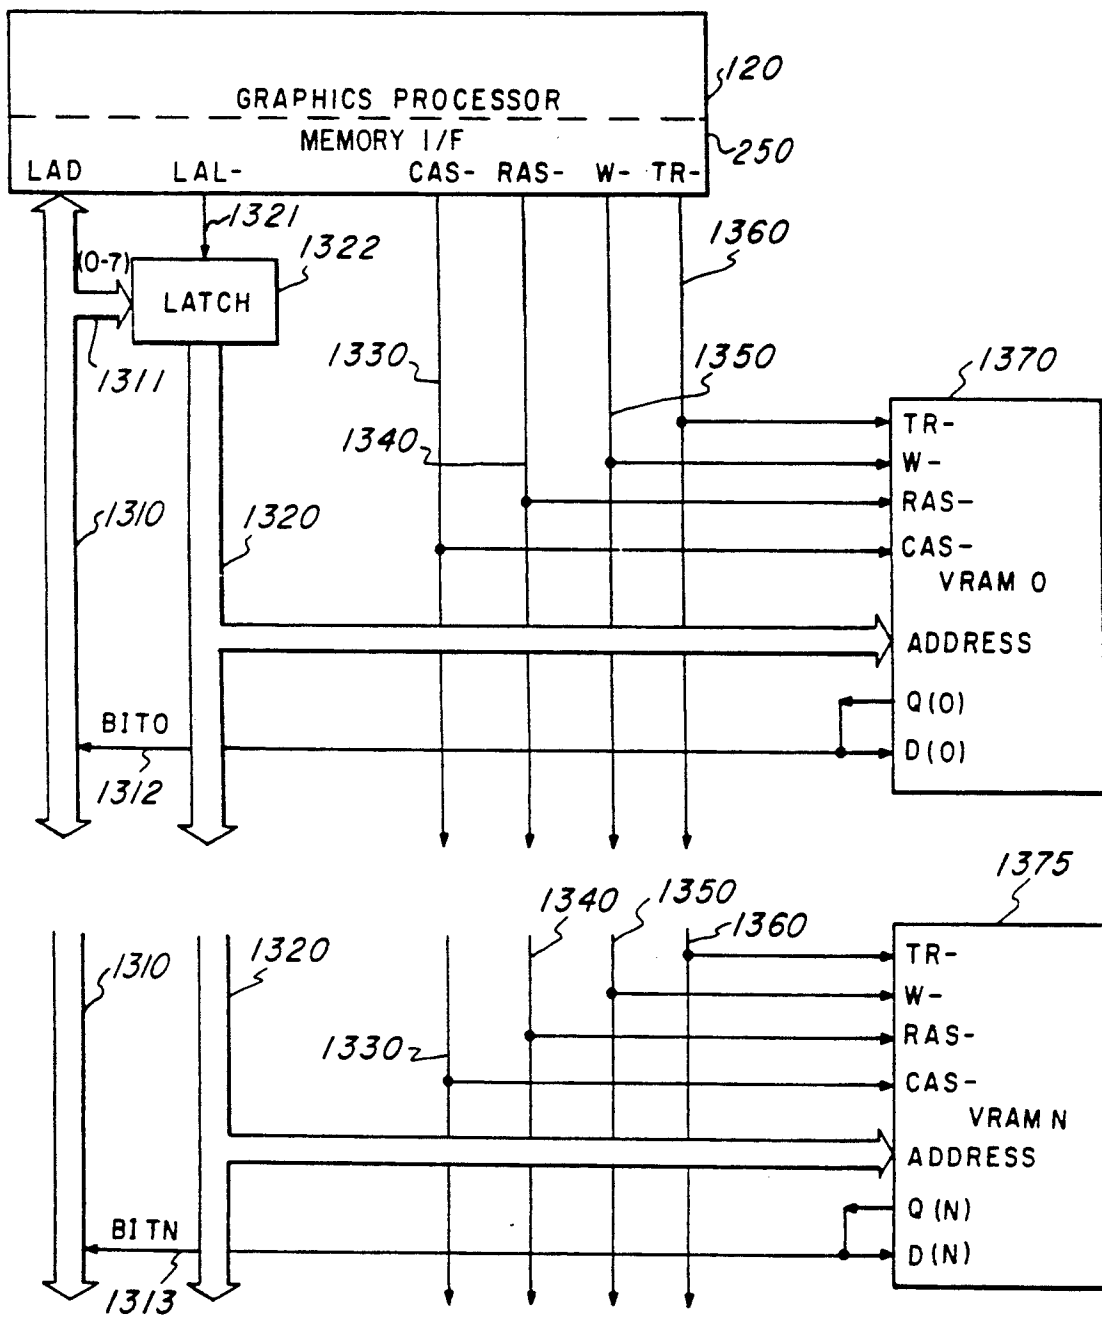 120
GRAPHICS PROCESSOR
MEMORY I/F
250
LAD LAL- CAS- RAS- W- TR-
1321
1360
(0-7)
1322
LATCH
1311
1330
1350
1370
TR-
1340
W-
RAS-
1310
1320
CAS-
VRAM 0
ADDRESS
Q(0)
BIT0
D(0)
1312
1375
1340
1350
1360
1310
1320
TR-
W-
1330
RAS-
CAS-
VRAM N
ADDRESS
Q(N)
BITN
D(N)
1313